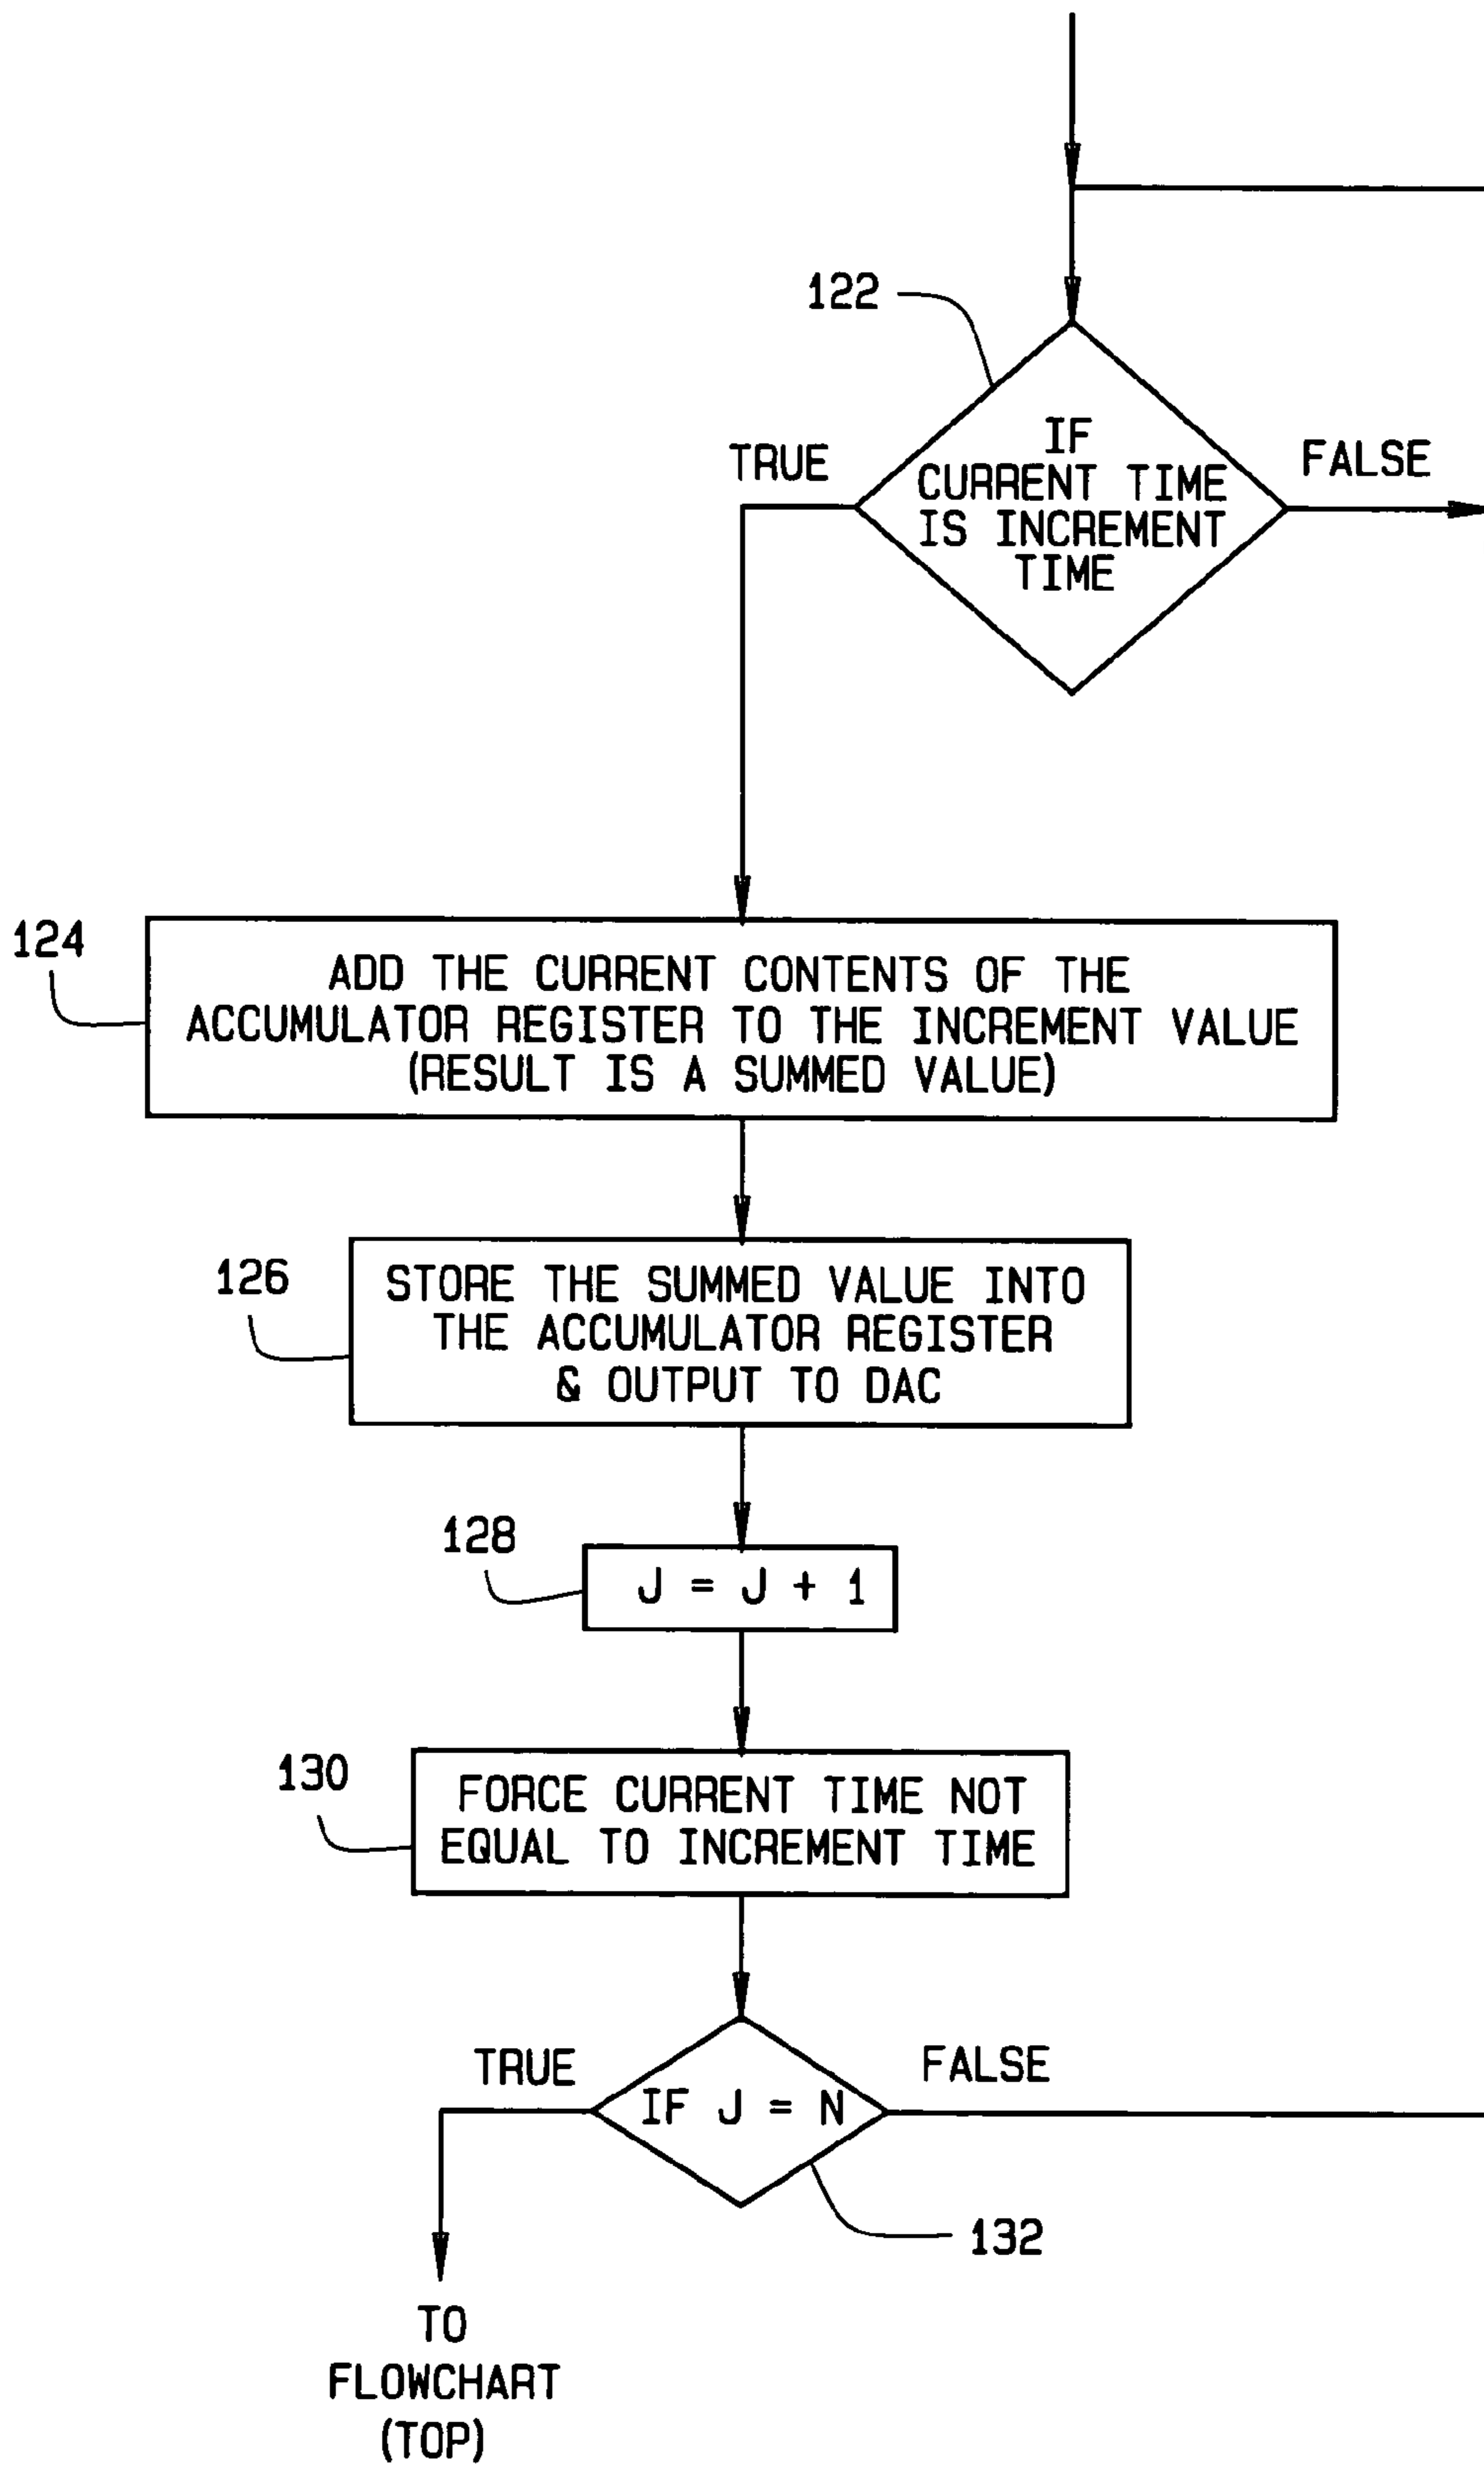 122
TRUE
IF
CURRENT TIME
IS INCREMENT
TIME
FALSE
124
ADD THE CURRENT CONTENTS OF THE
ACCUMULATOR REGISTER TO THE INCREMENT VALUE
(RESULT IS A SUMMED VALUE)
126
STORE THE SUMMED VALUE INTO
THE ACCUMULATOR REGISTER
& OUTPUT TO DAC
128
J = J + 1
130
FORCE CURRENT TIME NOT
EQUAL TO INCREMENT TIME
TRUE
IF J = N
FALSE
132
TO
FLOWCHART
(TOP)